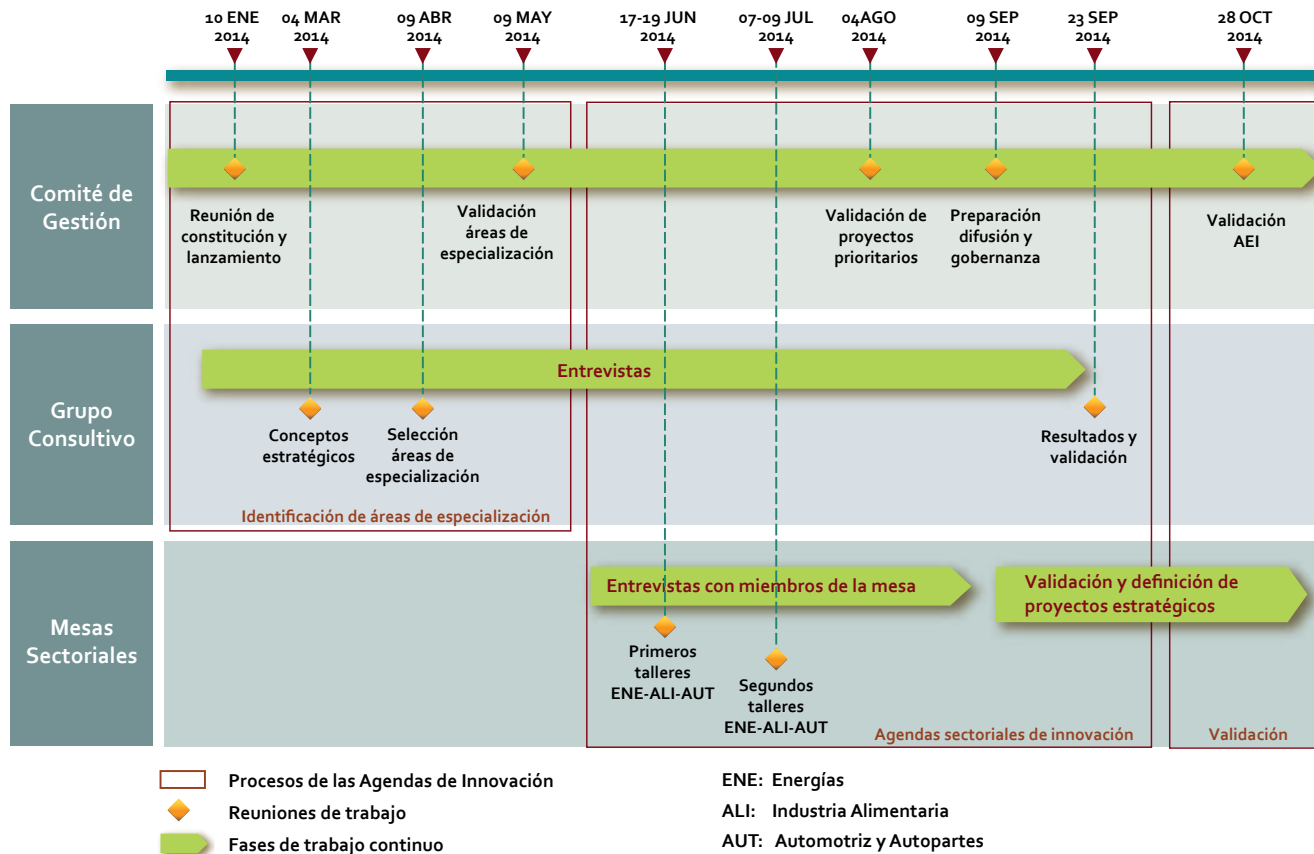 10 ENE
2014
04 MAR
2014
09 ABR
2014
09 MAY
2014
17-19 JUN
2014
07-09 JUL
2014
04AGO
2014
09 SEP
2014
23 SEP
2014
28 OCT
2014
Comité de
Gestión
Reunión de
constitución y
lanzamiento
Validación
áreas de
especialización
Validación de
proyectos
prioritarios
Preparación
difusión y
gobernanza
Validación
AEI
Grupo
Consultivo
Entrevistas
Conceptos
estratégicos
Selección
áreas de
especialización
Resultados y
validación
Identificación de áreas de especialización
Mesas
Sectoriales
Entrevistas con miembros de la mesa
Validación y definición de
proyectos estratégicos
Primeros
talleres
ENE-ALI-AUT
Segundos
talleres
ENE-ALI-AUT
Agendas sectoriales de innovación
Validación
Procesos de las Agendas de Innovación
Reuniones de trabajo
Fases de trabajo continuo
ENE: Energías
ALI: Industria Alimentaria
AUT: Automotriz y Autopartes